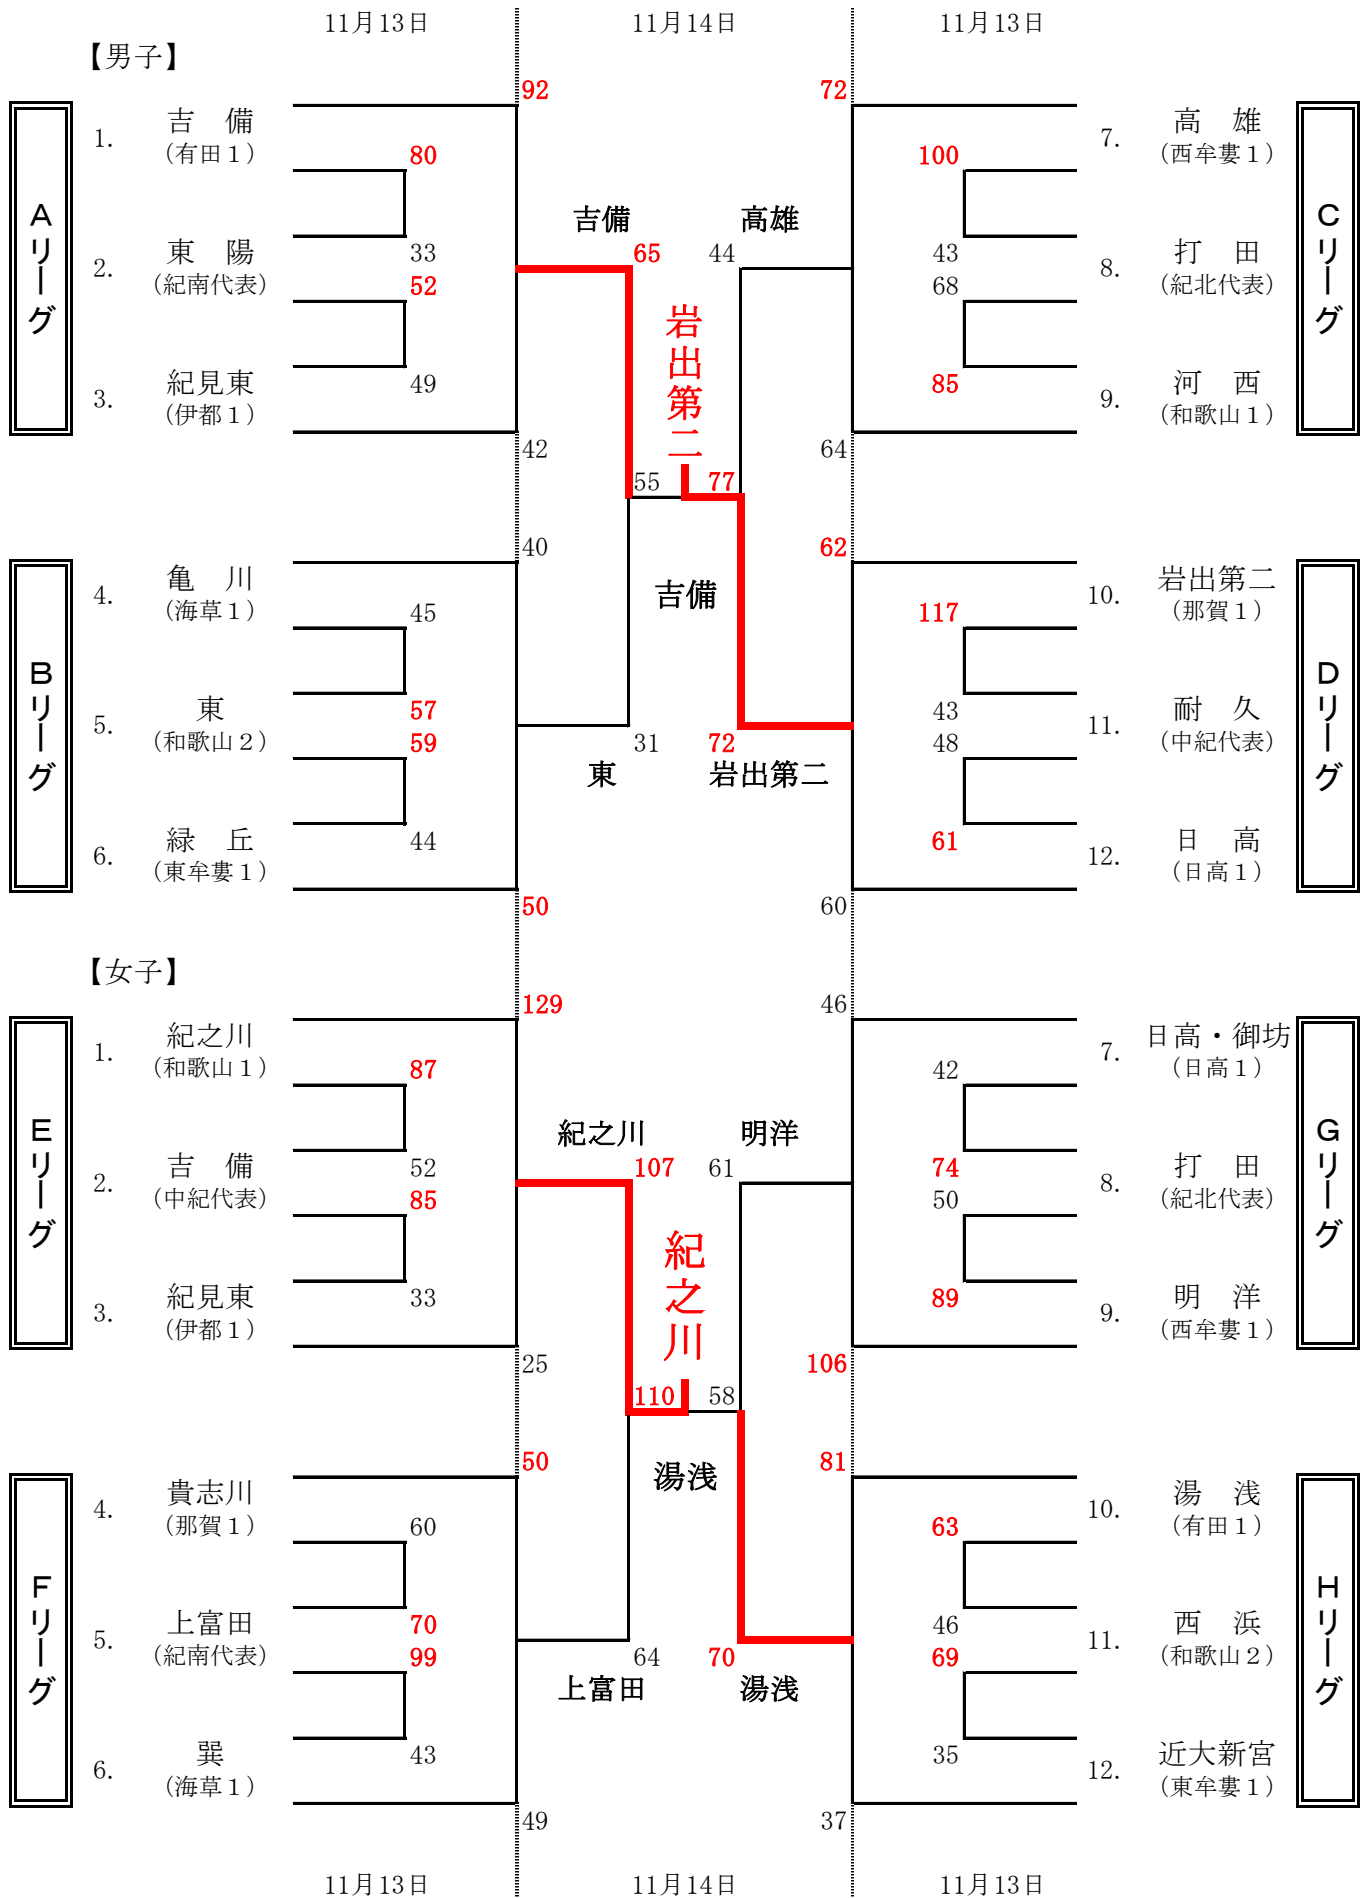 11月13日 11月14日 11月13日
【男子】
92 72
1. 吉　備 7. 高　雄
(有田１) 80 100 (西牟婁１)
Aリーグ 吉備 高雄 Cリーグ
2. 東　陽 33 65 44 43 8. 打　田
(紀南代表) 52 68 (紀北代表)
岩出第二
3. 紀見東 49 85 9. 河　西
(伊都１) (和歌山１)
42 64
55 77
40 62
4. 亀　川 吉備 10. 岩出第二
(海草１) 45 117 (那賀１)
Bリーグ Dリーグ
5. 東 57 43 11. 耐　久
(和歌山２) 59 31 72 48 (中紀代表)
東 岩出第二
6. 緑　丘 44 61 12. 日　高
(東牟婁１) (日高１)
50 60
【女子】
129 46
1. 紀之川 7. 日高・御坊
(和歌山１) 87 42 (日高１)
Eリーグ 紀之川 明洋 Gリーグ
2. 吉　備 52 107 61 74 8. 打　田
(中紀代表) 85 50 (紀北代表)
紀之川
3. 紀見東 33 89 9. 明　洋
(伊都１) (西牟婁１)
25 106
110 58
50 81
湯浅
4. 貴志川 10. 湯　浅
(那賀１) 60 63 (有田１)
Fリーグ Hリーグ
5. 上富田 70 46 11. 西　浜
(紀南代表) 99 64 70 69 (和歌山２)
上富田 湯浅
6. 巽 43 35 12. 近大新宮
(海草１) (東牟婁１)
49 37
11月13日 11月14日 11月13日